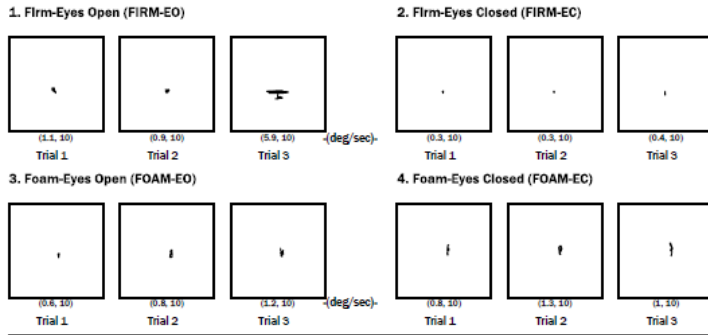 1. Firm-Eyes Open (FIRM-EO)
2. Firm-Eyes Closed (FIRM-EC)
(1.1, 10) (0.9, 10) (5.9, 10) -(deg/sec)- (0.3, 10) (0.3, 10) (0.4, 10)
Trial 1 Trial 2 Trial 3 Trial 1 Trial 2 Trial 3
3. Foam-Eyes Open (FOAM-EO)
4. Foam-Eyes Closed (FOAM-EC)
(0.6, 10) (0.8, 10) (1.2, 10) -(deg/sec)- (0.8, 10) (1.3, 10) (1, 10)
Trial 1 Trial 2 Trial 3 Trial 1 Trial 2 Trial 3